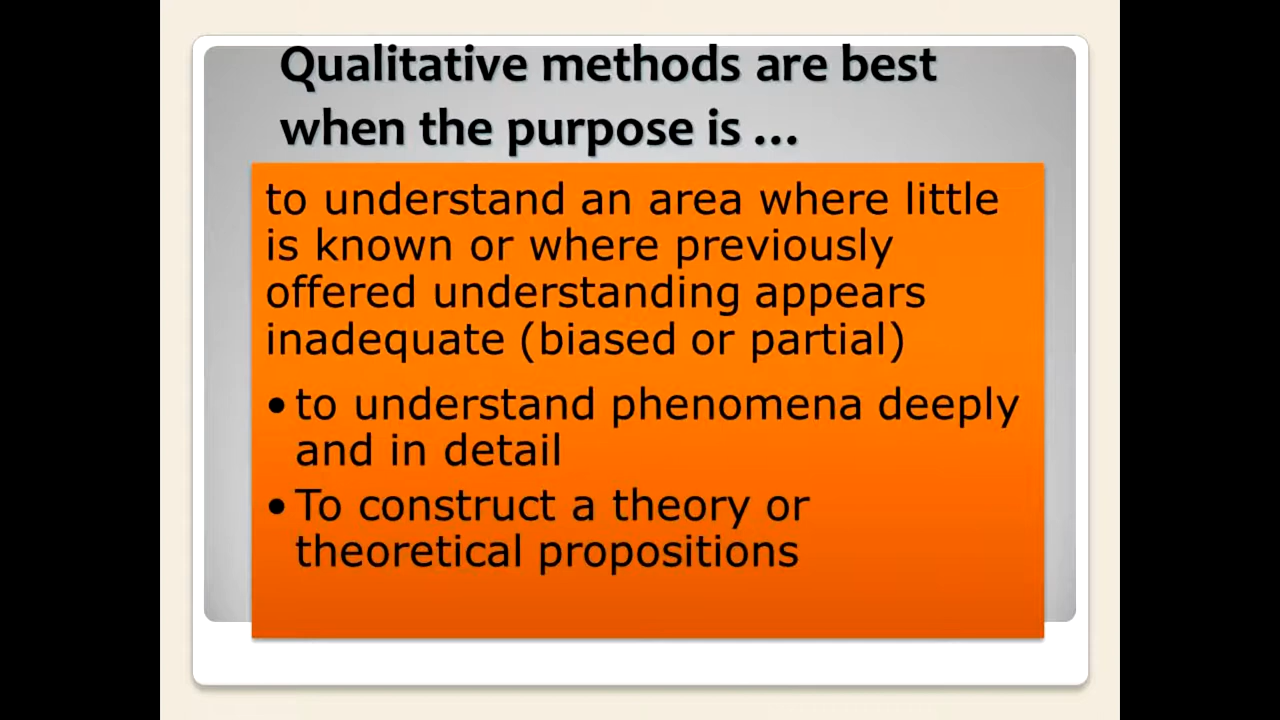 Qualitative methods are best
when the purpose is ...
to understand an area where little
is known or where previously
offered understanding appears
inadequate (biased or partial)
• to understand phenomena deeply
and in detail
• To construct a theory or
theoretical propositions